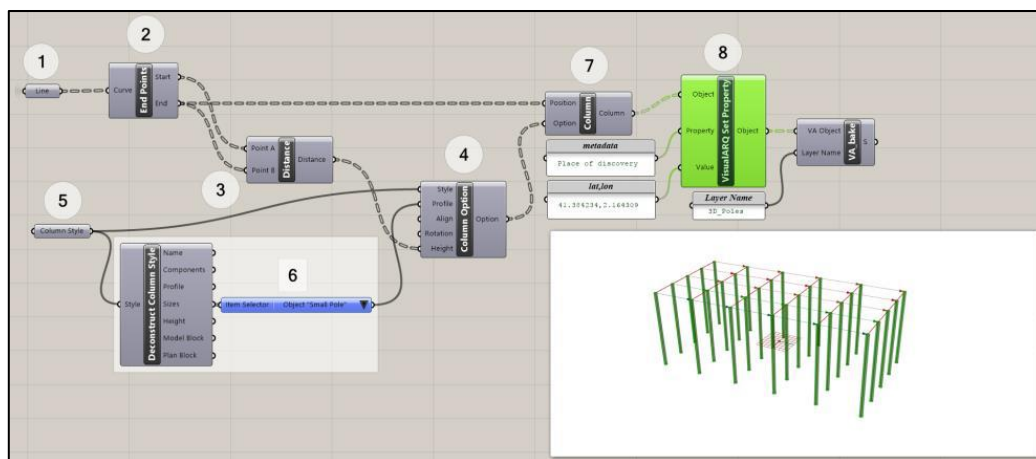 1
Line
2
Curve
End Points
Start
End
3
Point A
Point B
Distance
Distance
4
Style
Profile
Align
Rotation
Height
Column Option
Option
5
Column Style
Style
Deconstruct Column Style
Name
Components
Profile
Sizes
Height
Model Block
Plan Block
6
Item Selector Object "Small Pole"
7
Position
Option
Column
Column
metadata
Place of discovery
lat,lon
41.384234,2.184309
8
Object
Property
Value
VisualARQ Set Property
Object
Layer Name
3D_Poles
VA Object
Layer Name
VA_bake
S